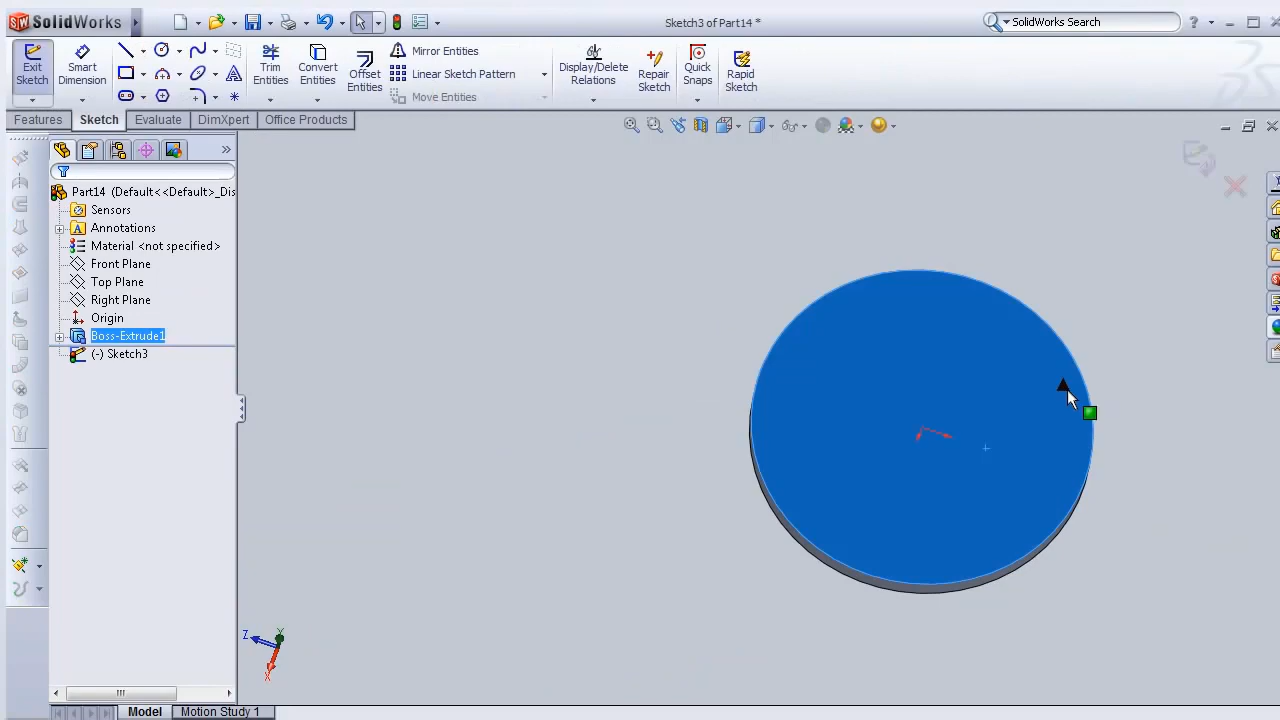 SolidWorks
Sketch3 of Part14 *
SolidWorks Search
?
Exit Sketch
Smart Dimension
Trim Entities
Convert Entities
Offset Entities
Mirror Entities
Linear Sketch Pattern
Move Entities
Display/Delete Relations
Repair Sketch
Quick Snaps
Rapid Sketch
Features
Sketch
Evaluate
DimXpert
Office Products
»
Part14 (Default<<Default>_Dis
Sensors
Annotations
Material <not specified>
Front Plane
Top Plane
Right Plane
Origin
Boss-Extrude1
(-) Sketch3
Z
Y
X
Model
Motion Study 1